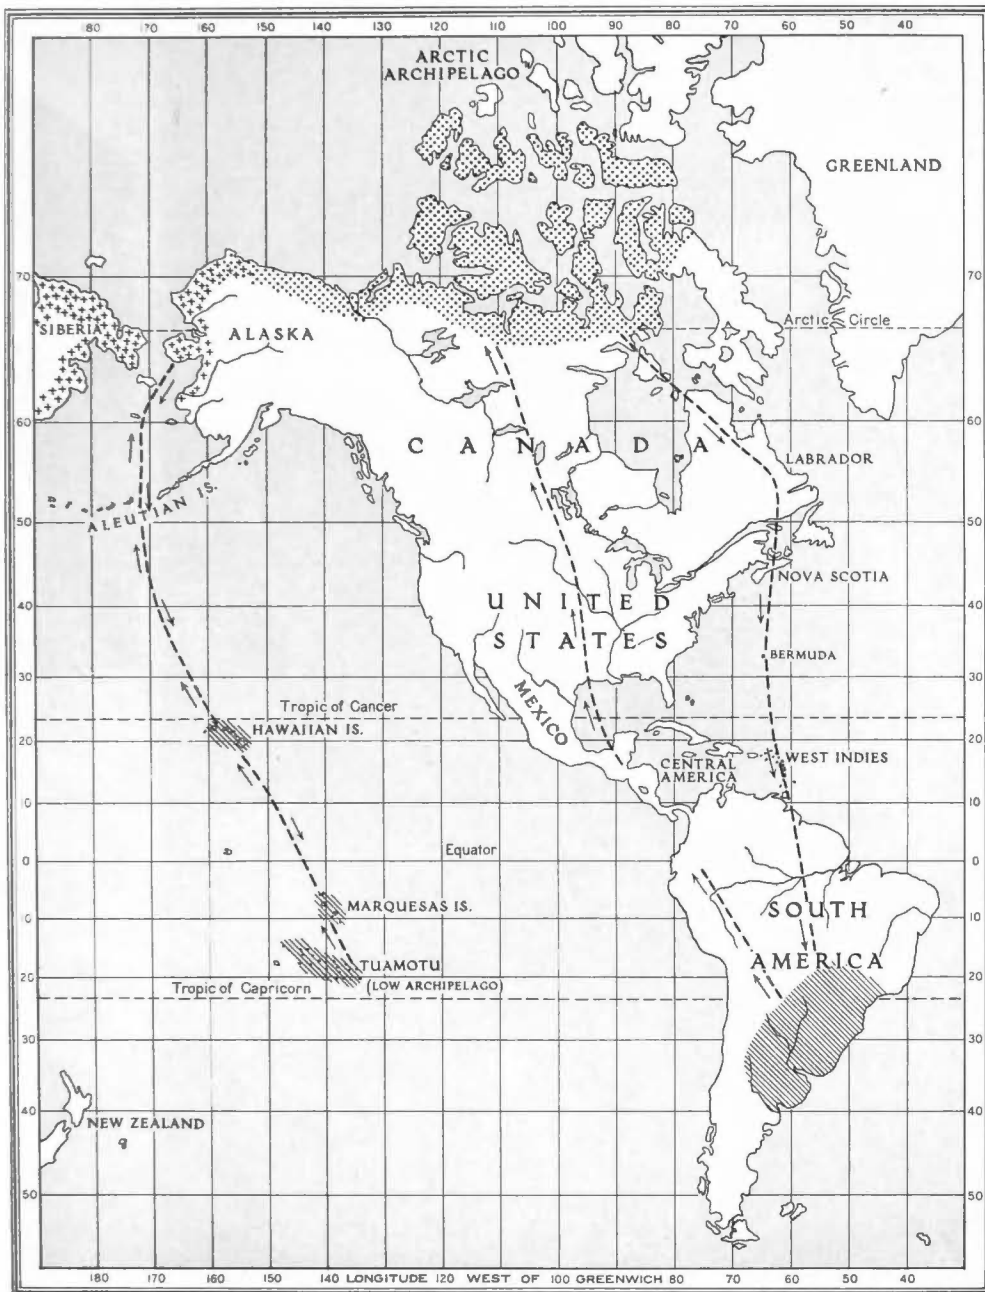 180 170 160 150 140 130 120 110 100 90 80 70 60 50 40
ARCTIC
ARCHIPELAGO
GREENLAND
70 70
SIBERIA
ALASKA
Arctic Circle
60 60
CANADA
LABRADOR
ALEUTIAN IS.
50 50
NOVA SCOTIA
UNITED
40 40
STATES
BERMUDA
30 30
MEXICO
Tropic of Cancer
HAWAIIAN IS.
20 20
CENTRAL
AMERICA
WEST INDIES
10 10
Equator
0 0
MARQUESAS IS.
SOUTH
10 10
TUAMOTU
(LOW ARCHIPELAGO)
AMERICA
20 20
Tropic of Capricorn
30 30
NEW ZEALAND
40 40
50 50
180 170 160 150 140 LONGITUDE 120 WEST OF 100 GREENWICH 80 70 60 50 40